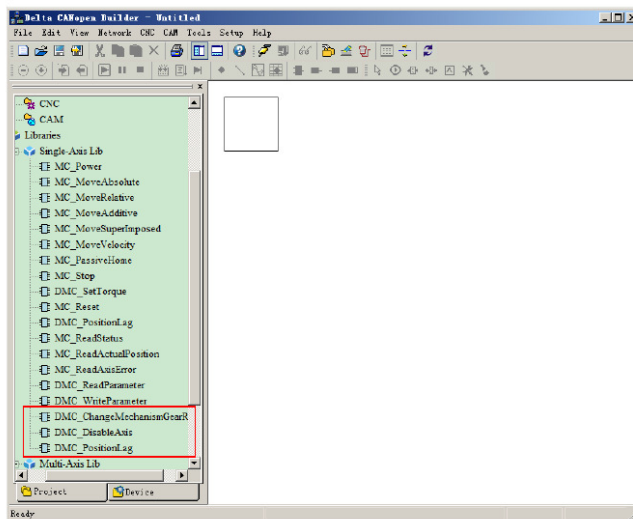 Delta CANopen Builder - Untitled
File Edit View Network CNC CAM Tools Setup Help
CNC
CAM
Libraries
Single-Axis Lib
MC_Power
MC_MoveAbsolute
MC_MoveRelative
MC_MoveAdditive
MC_MoveSuperImposed
MC_MoveVelocity
MC_PassiveHome
MC_Stop
DMC_SetTorque
MC_Reset
DMC_PositionLag
MC_ReadStatus
MC_ReadActualPosition
MC_ReadAxisError
DMC_ReadParameter
DMC_WriteParameter
DMC_ChangeMechanismGearR
DMC_DisableAxis
DMC_PositionLag
Multi-Axis Lib
Project Device
Ready